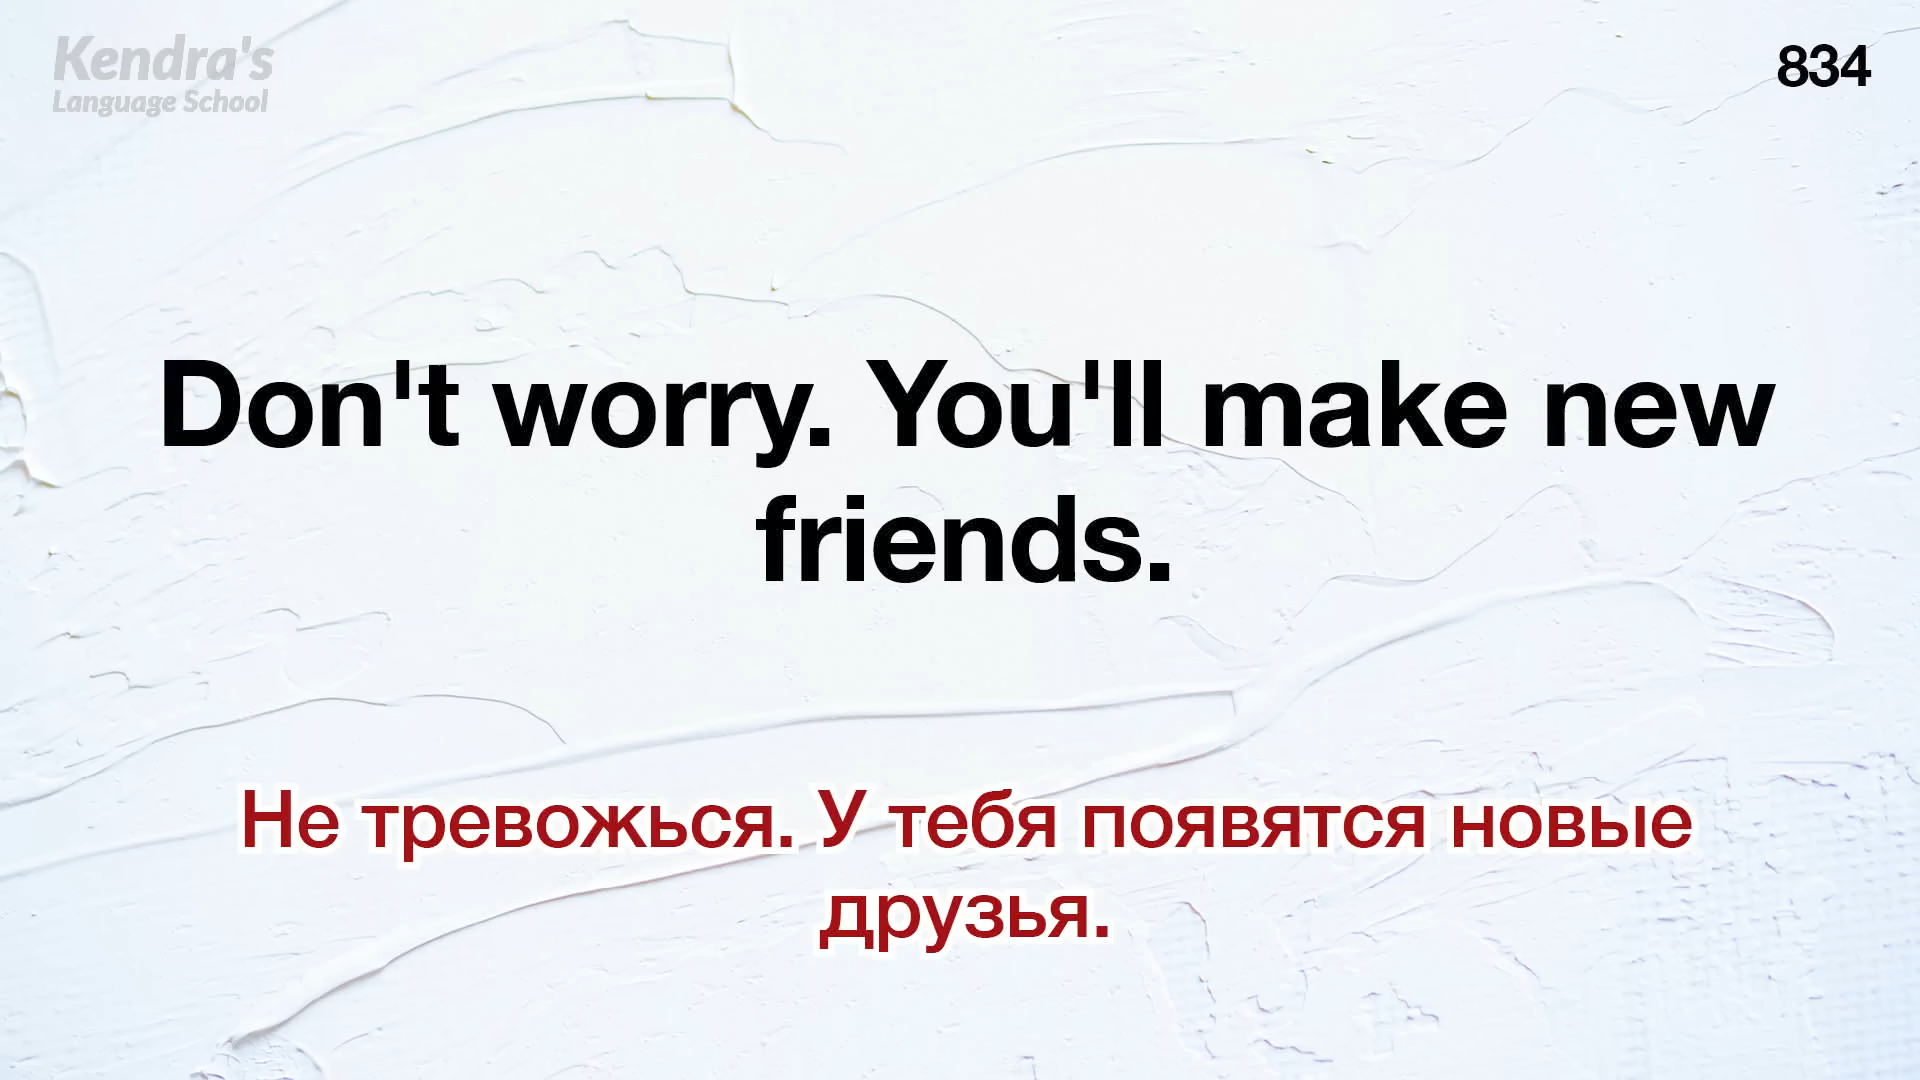 Kendra's
Language School
834
Don't worry. You'll make new
friends.
Не тревожься. У тебя появятся новые
друзья.